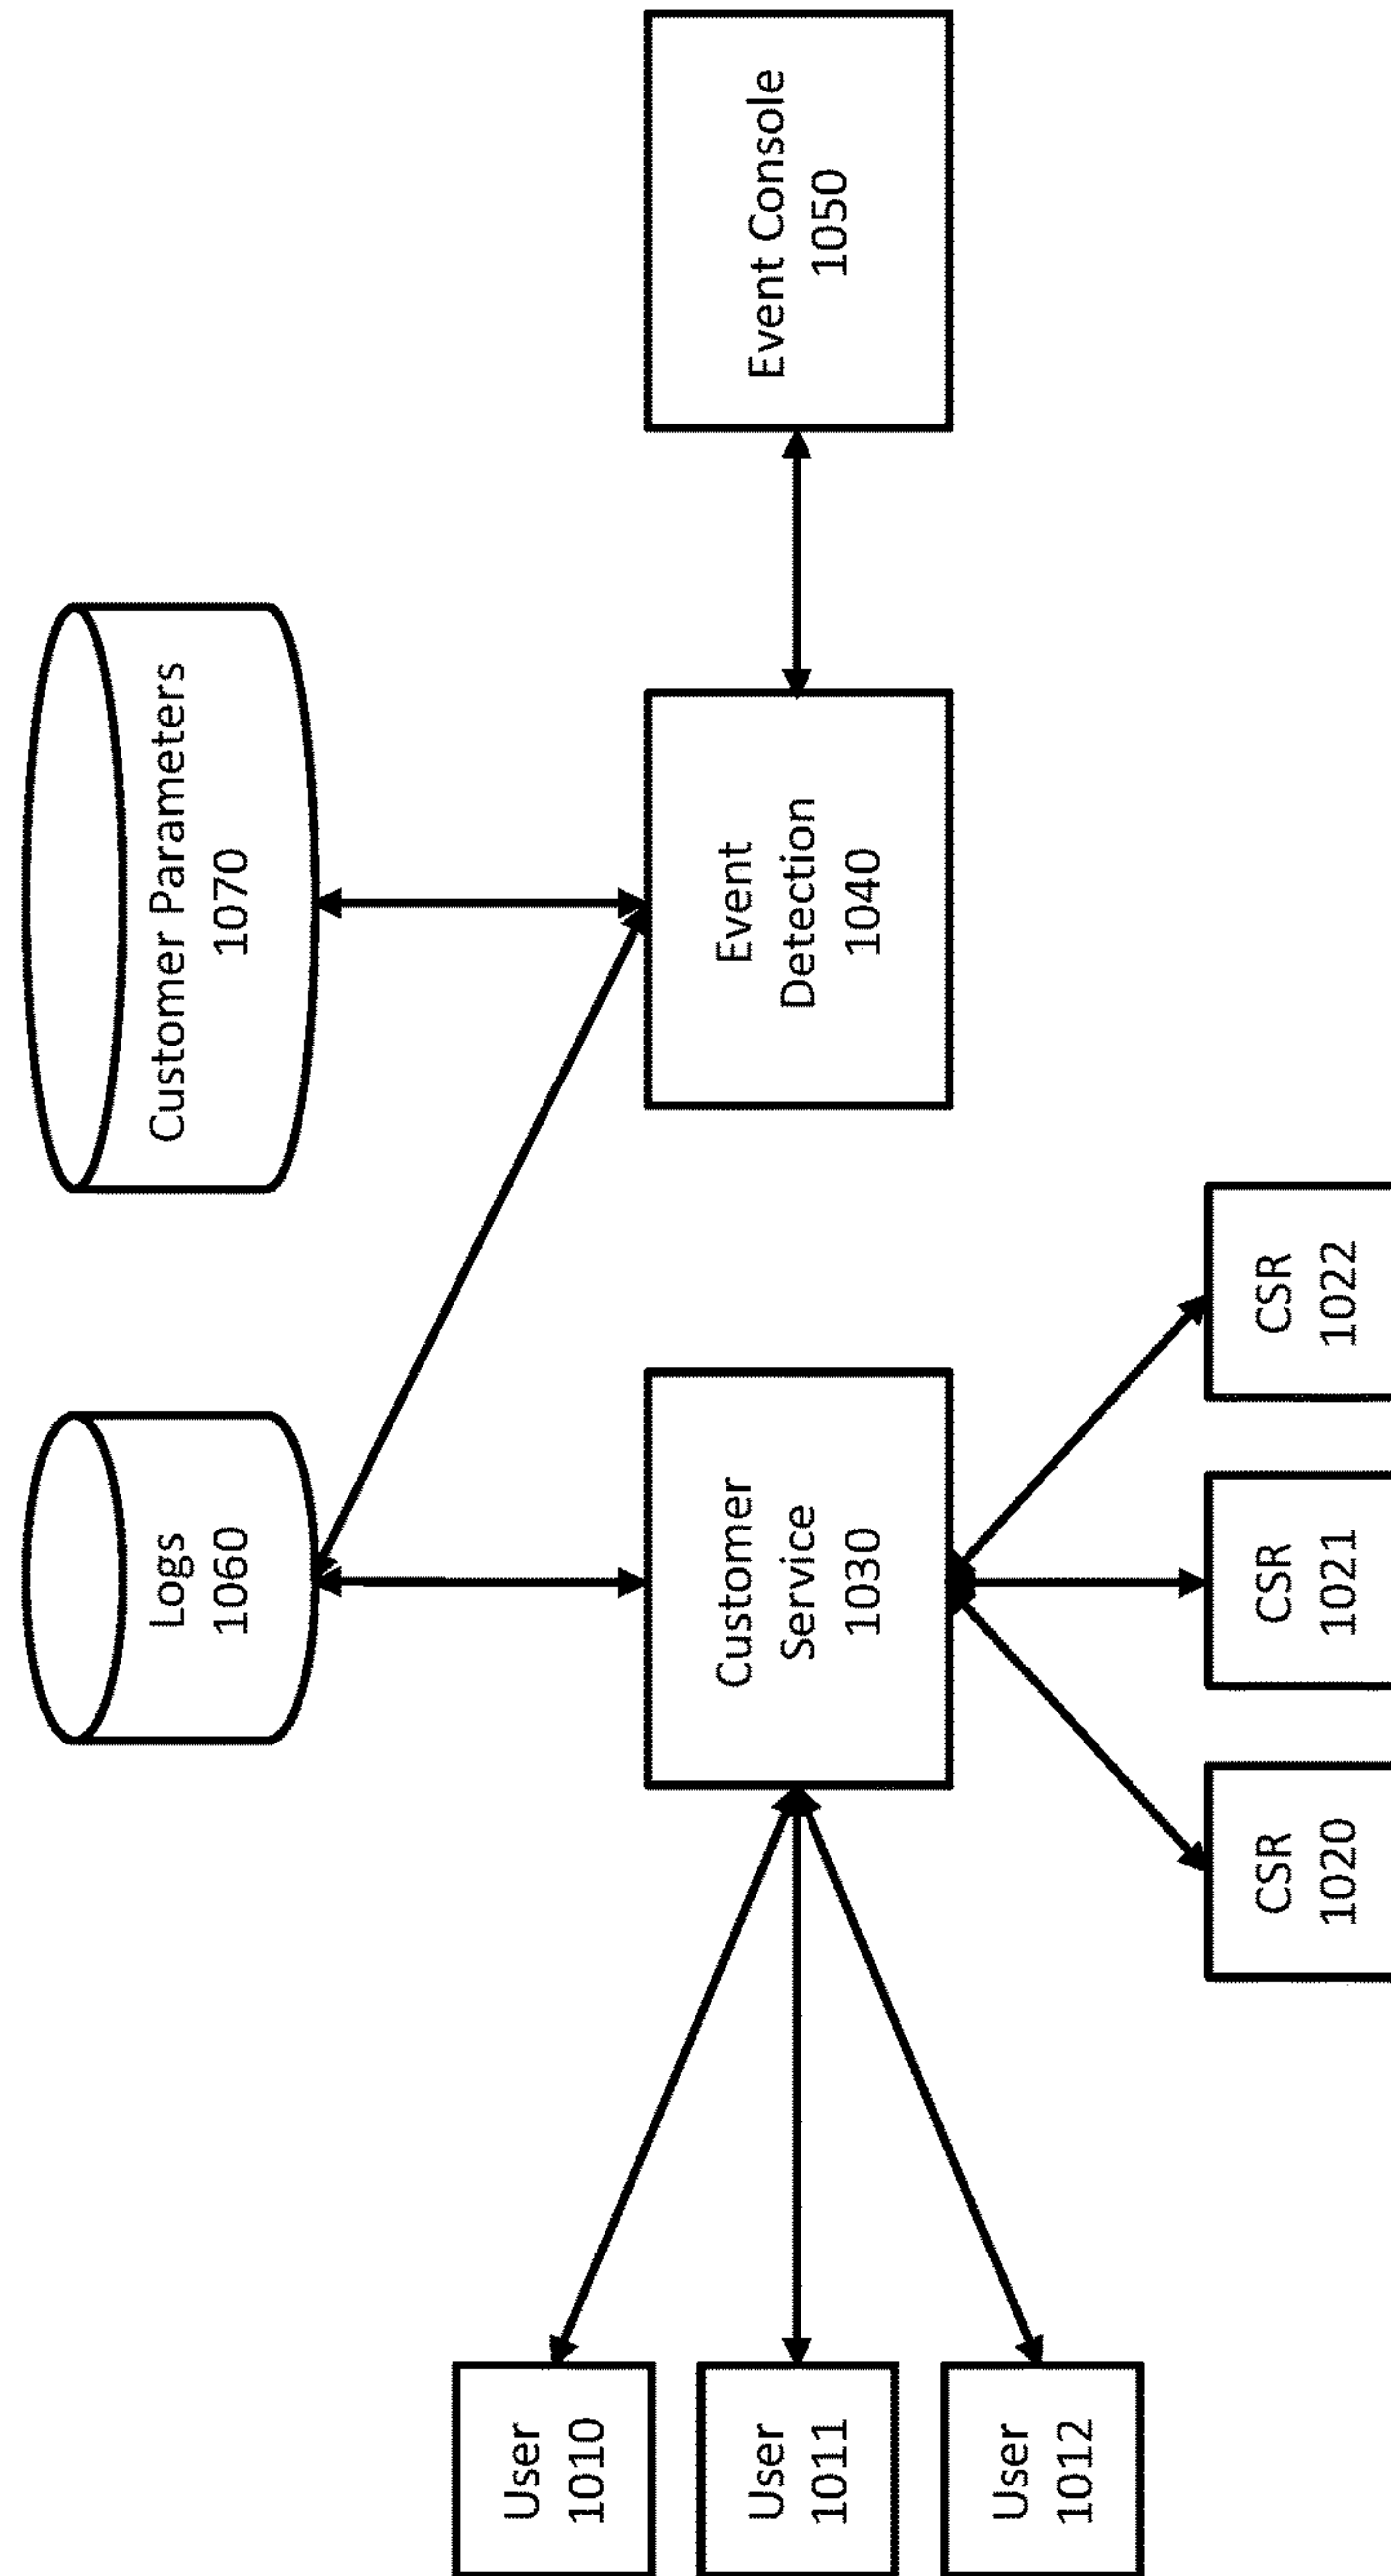 Logs
1060
Customer Parameters
1070
User
1010
User
1011
User
1012
Customer
Service
1030
Event
Detection
1040
Event Console
1050
CSR
1020
CSR
1021
CSR
1022